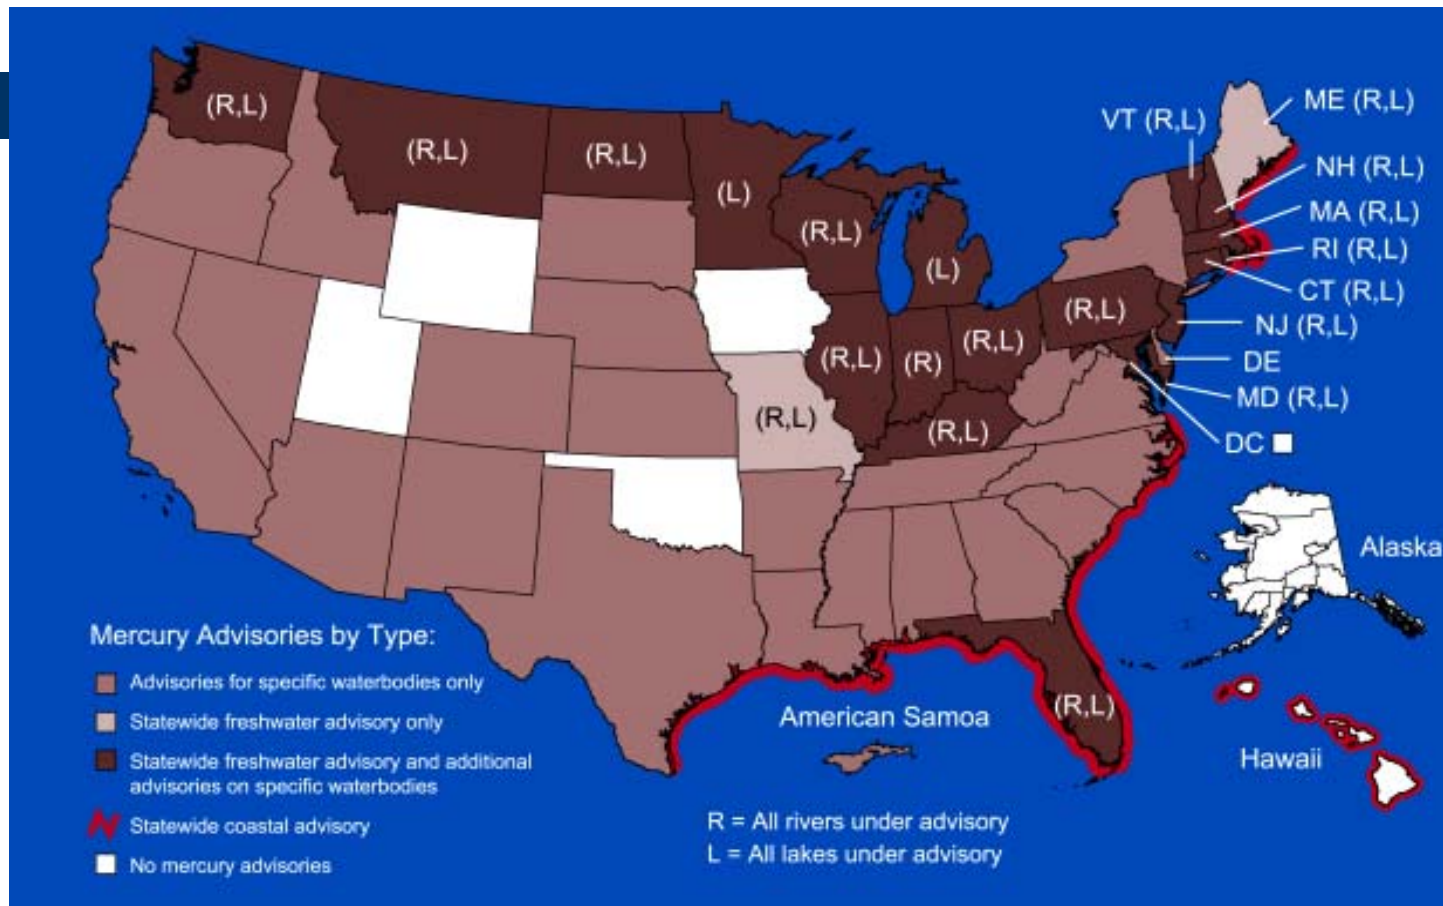 (R,L)
(R,L)
(R,L)
(L)
(R,L)
(L)
(R,L)
(R)
(R,L)
(R,L)
(R,L)
(R,L)
(R,L)
(R,L)
VT (R,L)
ME (R,L)
NH (R,L)
MA (R,L)
RI (R,L)
CT (R,L)
NJ (R,L)
DE
MD (R,L)
DC
Alaska
Hawaii
American Samoa
Mercury Advisories by Type:
Advisories for specific waterbodies only
Statewide freshwater advisory only
Statewide freshwater advisory and additional
advisories on specific waterbodies
Statewide coastal advisory
No mercury advisories
R = All rivers under advisory
L = All lakes under advisory